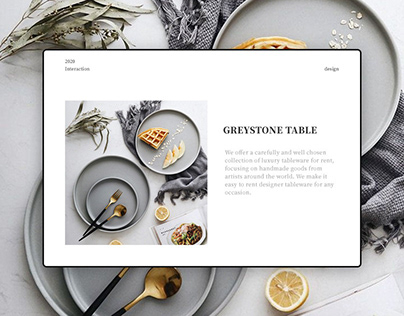 2020
Interaction
design
GREYSTONE TABLE
We offer a carefully and well chosen
collection of luxury tableware for rent,
focusing on handmade goods from
artists around the world. We make it
easy to rent designer tableware for any
occasion.